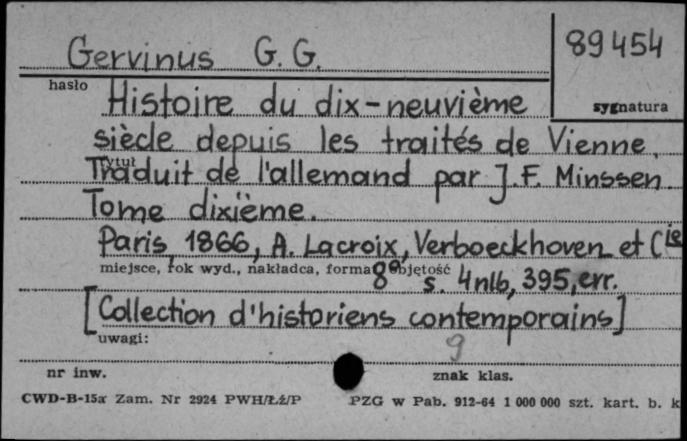 Gervinus G. G.
89454
hasło
sygnatura
Histoire du dix-neuvième
siècle depuis les traités de Vienne.
tytuł
Traduit de l'allemand par J.F. Minssen.
Tome dixième.
Paris, 1866, A. Lacroix, Verboeckhoven et Cie
miejsce, rok wyd., nakładca, format, objętość
8° s. 4nlb, 395, err.
[Collection d'historiens contemporains]
uwagi:
9
nr inw.
znak klas.
CWD-B-15a Zam. Nr 2924 PWH/Łź/P
PZG w Pab. 912-64 1 000 000 szt. kart. b. k